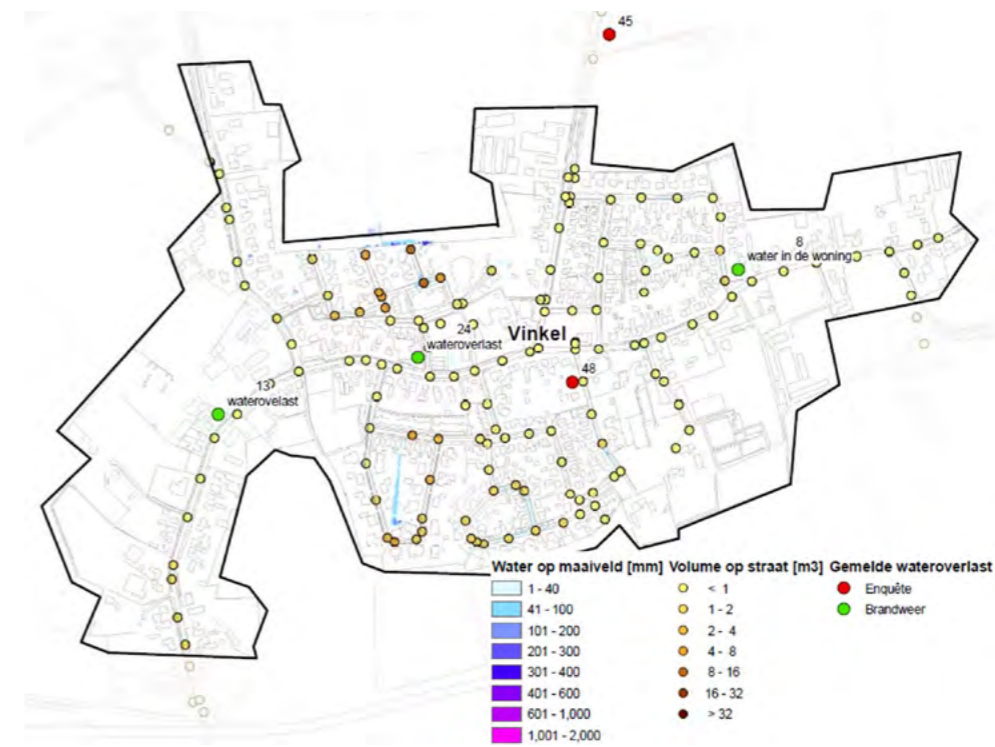 45
8
water in de woning
24
wateroverlast
Vinkel
48
13
waterovelast
Water op maaiveld [mm]
1 - 40
41 - 100
101 - 200
201 - 300
301 - 400
401 - 600
601 - 1,000
1,001 - 2,000
Volume op straat [m3]
< 1
1 - 2
2 - 4
4 - 8
8 - 16
16 - 32
> 32
Gemelde wateroverlast
Enquête
Brandweer